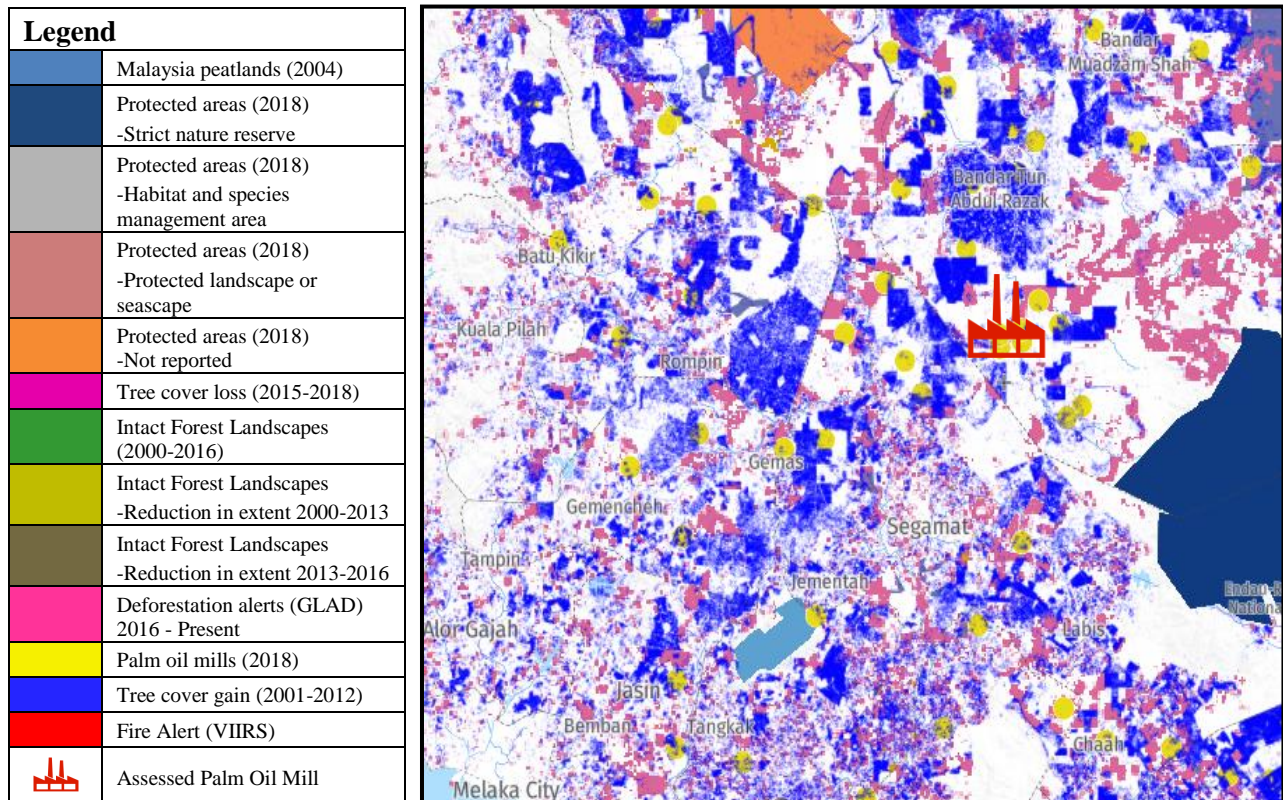 Legend
Malaysia peatlands (2004)
Protected areas (2018)
-Strict nature reserve
Protected areas (2018)
-Habitat and species
management area
Protected areas (2018)
-Protected landscape or
seascape
Protected areas (2018)
-Not reported
Tree cover loss (2015-2018)
Intact Forest Landscapes
(2000-2016)
Intact Forest Landscapes
-Reduction in extent 2000-2013
Intact Forest Landscapes
-Reduction in extent 2013-2016
Deforestation alerts (GLAD)
2016 - Present
Palm oil mills (2018)
Tree cover gain (2001-2012)
Fire Alert (VIIRS)
Assessed Palm Oil Mill
Bandar
Muadzam Shah
Bandar Tun
Abdul Razak
Batu Kikir
Kuala Pilah
Rompin
Gemas
Gemencheh
Segamat
Tampin
Jementah
Endau-
Nationa
Alor Gajah
Labis
Jasin
Bemban
Tangkak
Chaah
Melaka City